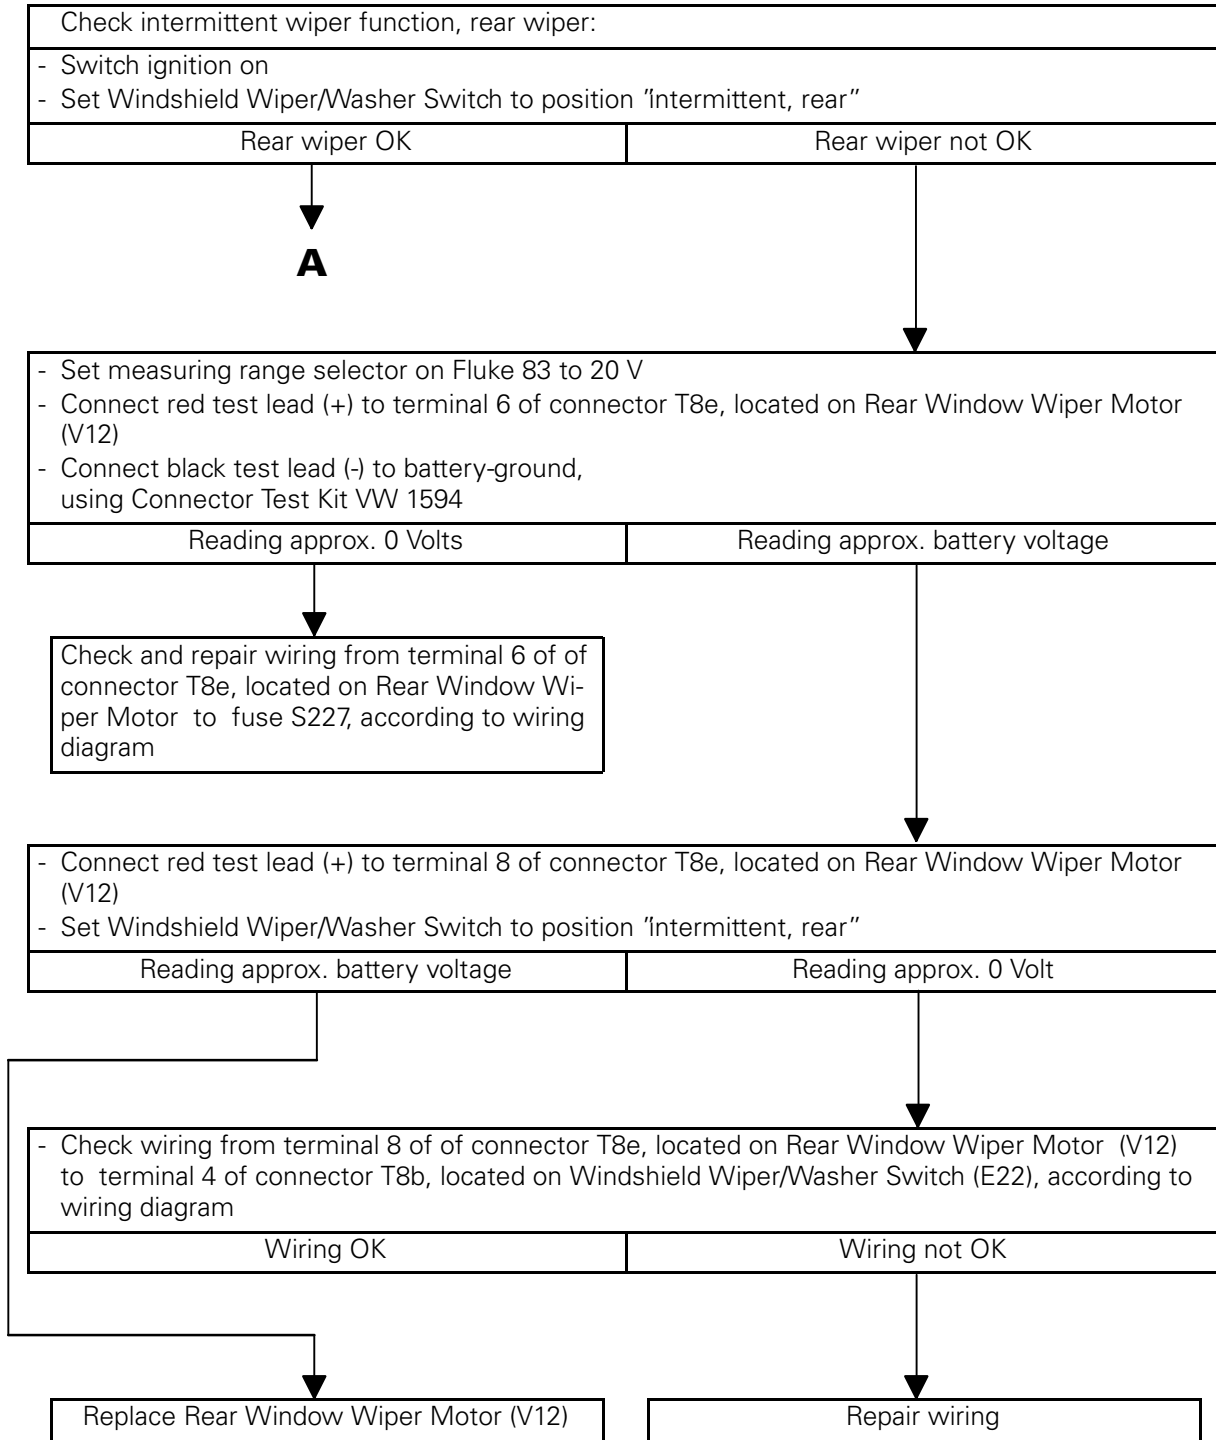 Check intermittent wiper function, rear wiper:
- Switch ignition on
- Set Windshield Wiper/Washer Switch to position "intermittent, rear"
Rear wiper OK
Rear wiper not OK
A
- Set measuring range selector on Fluke 83 to 20 V
- Connect red test lead (+) to terminal 6 of connector T8e, located on Rear Window Wiper Motor
(V12)
- Connect black test lead (-) to battery-ground,
using Connector Test Kit VW 1594
Reading approx. 0 Volts
Reading approx. battery voltage
Check and repair wiring from terminal 6 of of
connector T8e, located on Rear Window Wi-
per Motor to fuse S227, according to wiring
diagram
- Connect red test lead (+) to terminal 8 of connector T8e, located on Rear Window Wiper Motor
(V12)
- Set Windshield Wiper/Washer Switch to position "intermittent, rear"
Reading approx. battery voltage
Reading approx. 0 Volt
- Check wiring from terminal 8 of of connector T8e, located on Rear Window Wiper Motor (V12)
to terminal 4 of connector T8b, located on Windshield Wiper/Washer Switch (E22), according to
wiring diagram
Wiring OK
Wiring not OK
Replace Rear Window Wiper Motor (V12)
Repair wiring